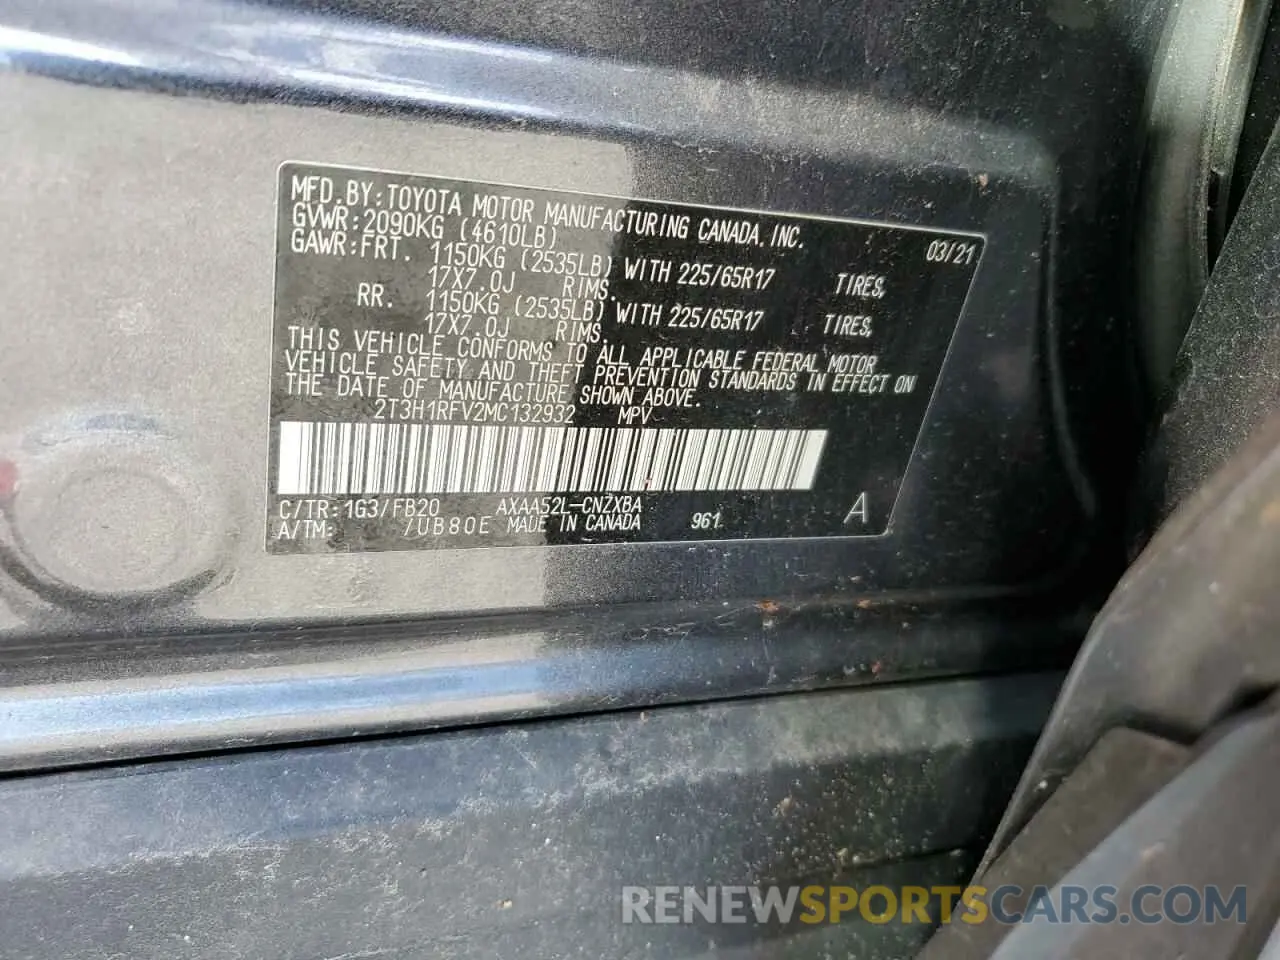 MFD.BY:TOYOTA MOTOR MANUFACTURING CANADA, INC.
GVWR:2090KG (4610LB) 03/21
GAWR:FRT. 1150KG (2535LB) WITH 225/65R17 TIRES,
17X7.0J RIMS.
RR. 1150KG (2535LB) WITH 225/65R17 TIRES,
17X7.0J RIMS.
THIS VEHICLE CONFORMS TO ALL APPLICABLE FEDERAL MOTOR
VEHICLE SAFETY AND THEFT PREVENTION STANDARDS IN EFFECT ON
THE DATE OF MANUFACTURE SHOWN ABOVE.
2T3H1RFV2MC132932 MPV
C/TR:1G3/FB20 AXAA52L-CNZXBA
A/TM: /UB80E MADE IN CANADA 961 A
RENEWSPORTSCARS.COM